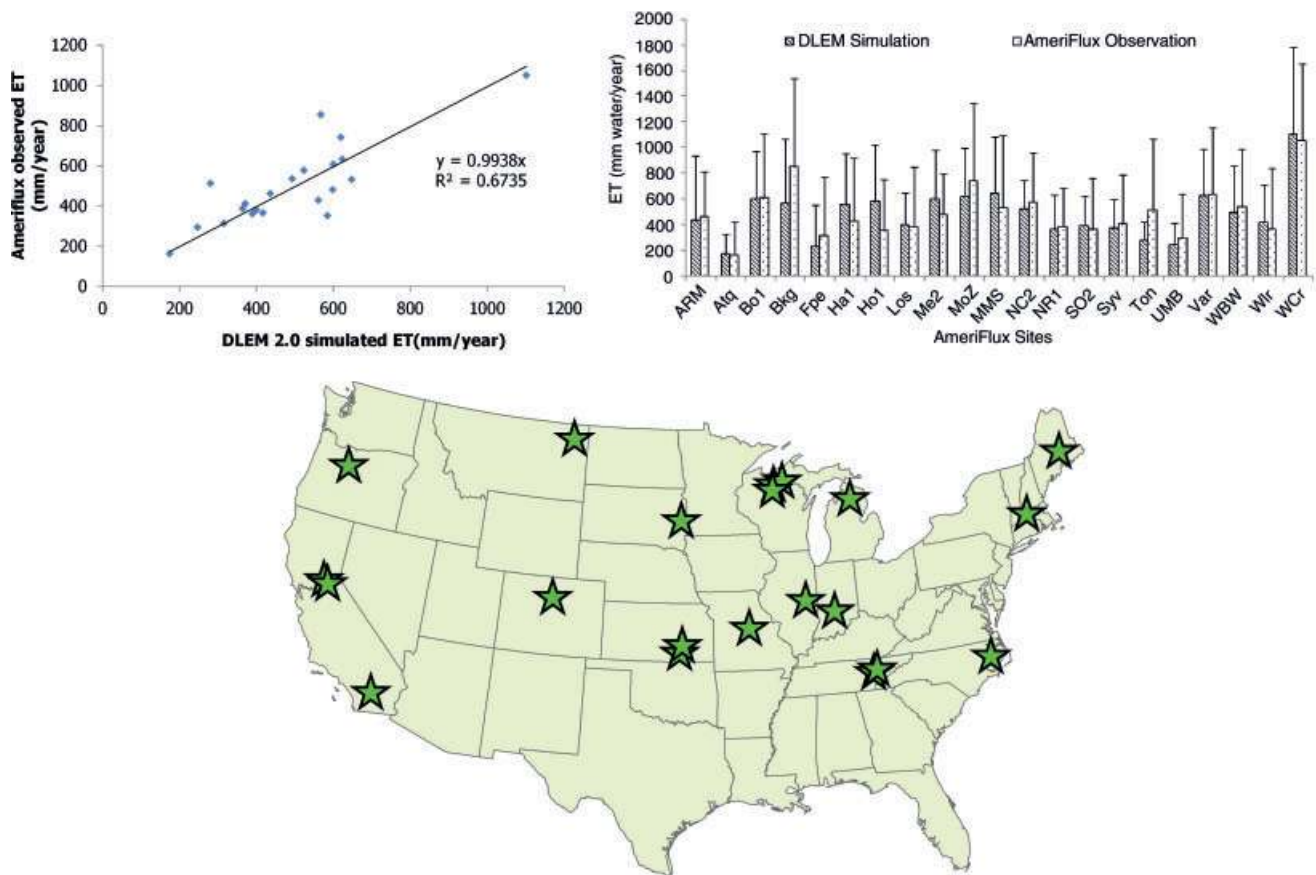 1200
1000
800
600
400
200
0
200 400 600 800 1000 1200
Ameriflux observed ET
(mm/year)
DLEM 2.0 simulated ET(mm/year)
y = 0.9938x
R² = 0.6735
2000
1800
1600
1400
1200
1000
800
600
400
200
0
ET (mm water/year)
DLEM Simulation AmeriFlux Observation
ARM Atq Bo1 Bkg Fpe Ha1 Ho1 Los Me2 MoZ MMS NC2 NR1 SO2 Syv Ton UMB Var WBW Wlr WCr
AmeriFlux Sites